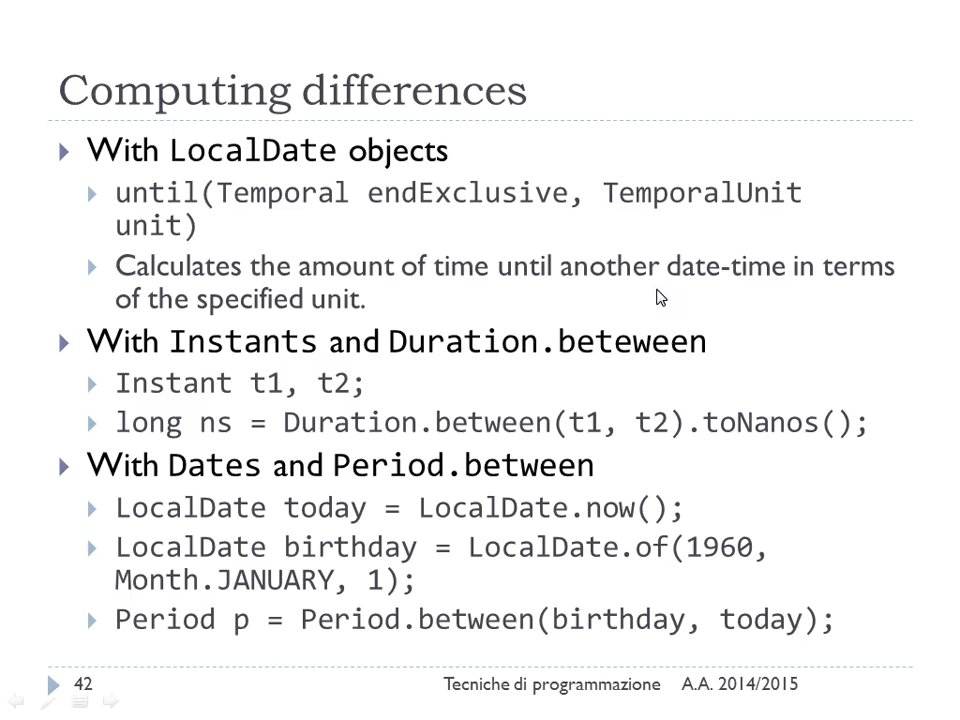 Computing differences
With LocalDate objects
until(Temporal endExclusive, TemporalUnit
unit)
Calculates the amount of time until another date-time in terms
of the specified unit.
With Instants and Duration.beteween
Instant t1, t2;
long ns = Duration.between(t1, t2).toNanos();
With Dates and Period.between
LocalDate today = LocalDate.now();
LocalDate birthday = LocalDate.of(1960,
Month.JANUARY, 1);
Period p = Period.between(birthday, today);
42 Tecniche di programmazione A.A. 2014/2015